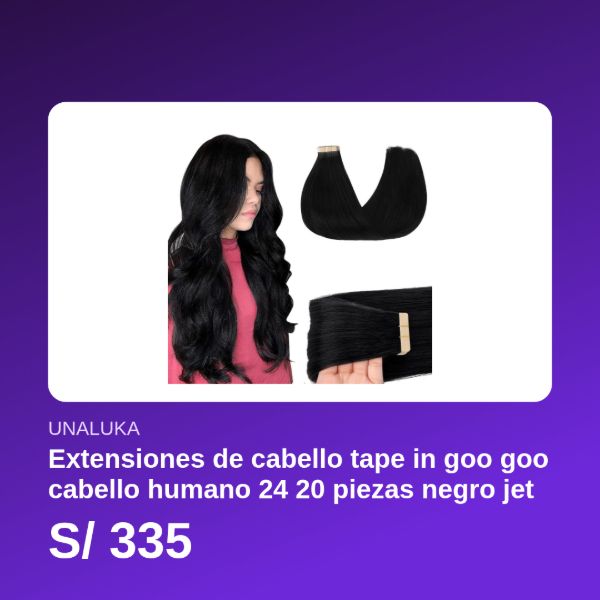 UNALUKA
Extensiones de cabello tape in goo goo
cabello humano 24 20 piezas negro jet
S/ 335